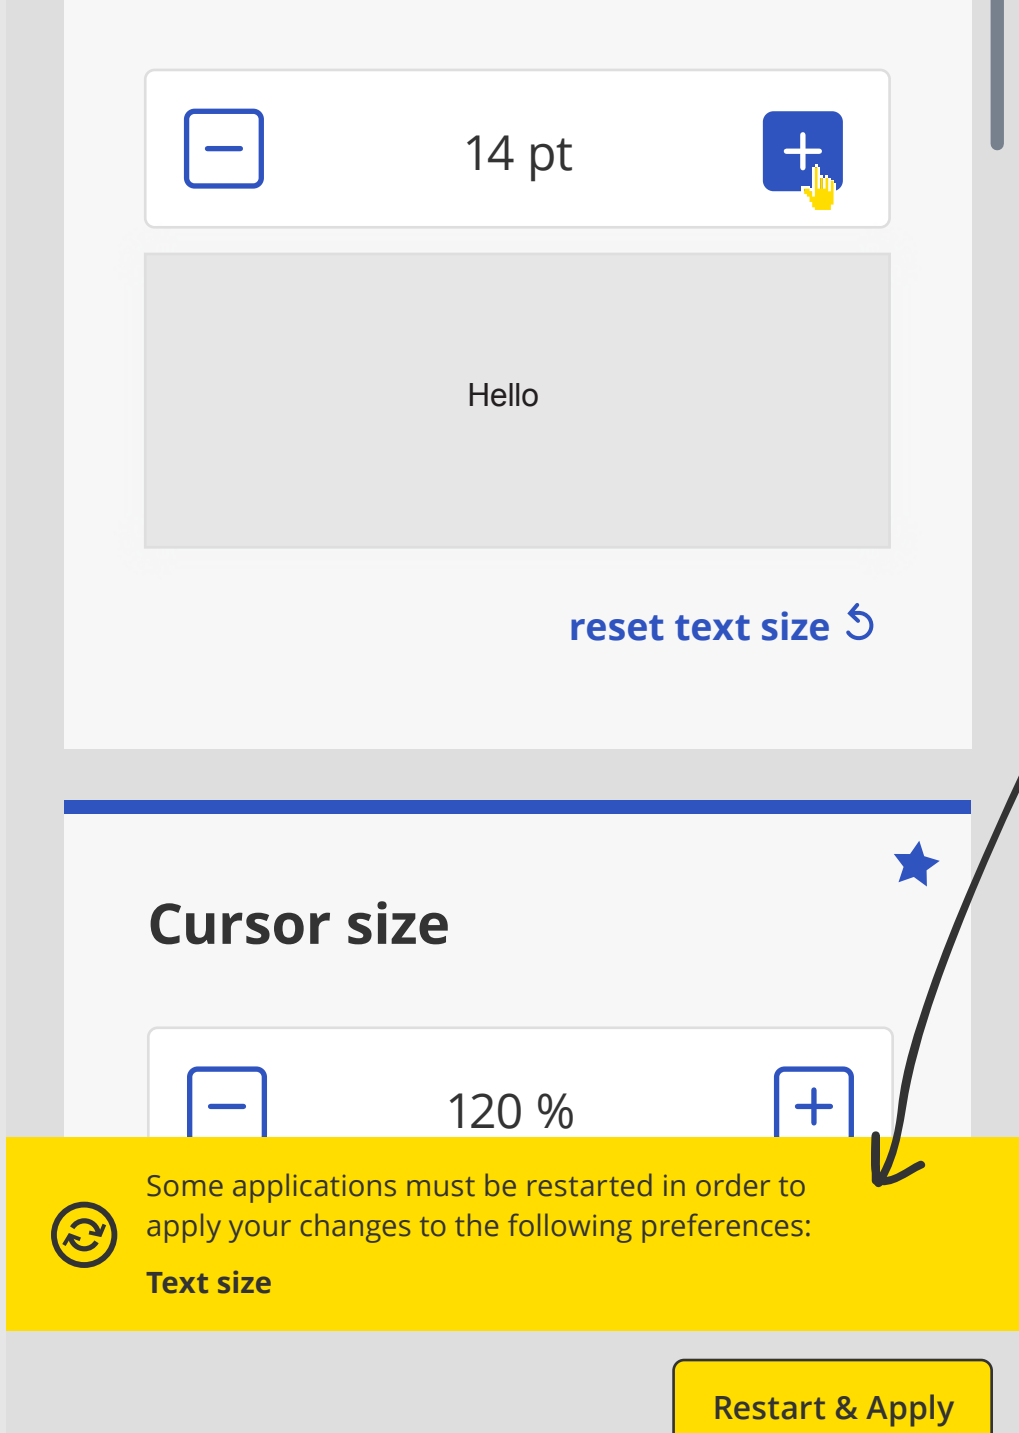 14 pt
Hello
reset text size
Cursor size
120 %
Some applications must be restarted in order to
apply your changes to the following preferences:
Text size
Restart & Apply